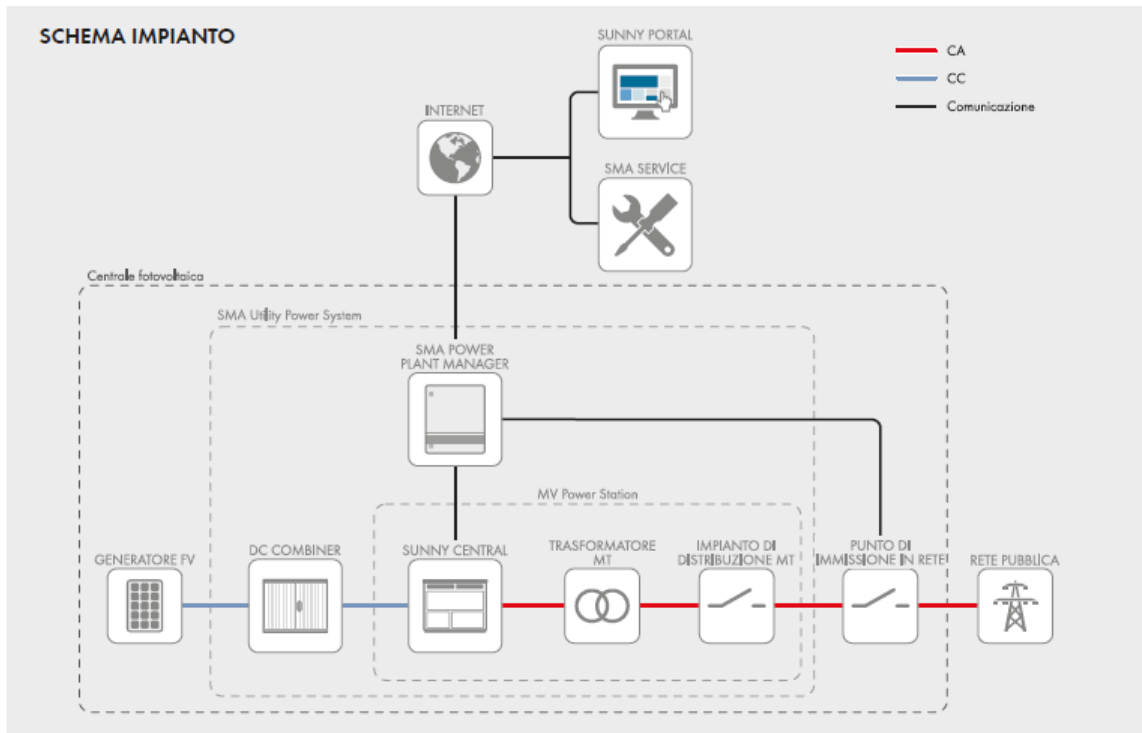 SCHEMA IMPIANTO
SUNNY PORTAL
CA
CC
Comunicazione
INTERNET
SMA SERVICE
Centrale fotovoltaica
SMA Utility Power System
SMA POWER
PLANT MANAGER
MV Power Station
GENERATORE FV
DC COMBINER
SUNNY CENTRAL
TRASFORMATORE
MT
IMPIANTO DI
DISTRIBUZIONE MT
PUNTO DI
IMMISSIONE IN RETE
RETE PUBBLICA